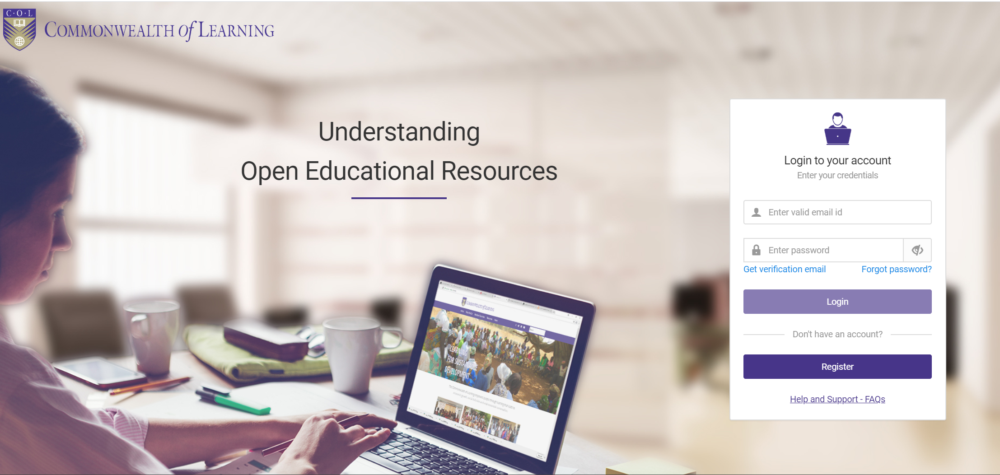 C·O·L
COMMONWEALTH of LEARNING
Understanding
Open Educational Resources
Login to your account
Enter your credentials
Enter valid email id
Enter password
Get verification email
Forgot password?
Login
Don't have an account?
Register
Help and Support - FAQs
LEARNING
FOR SUSTAINABLE
DEVELOPMENT